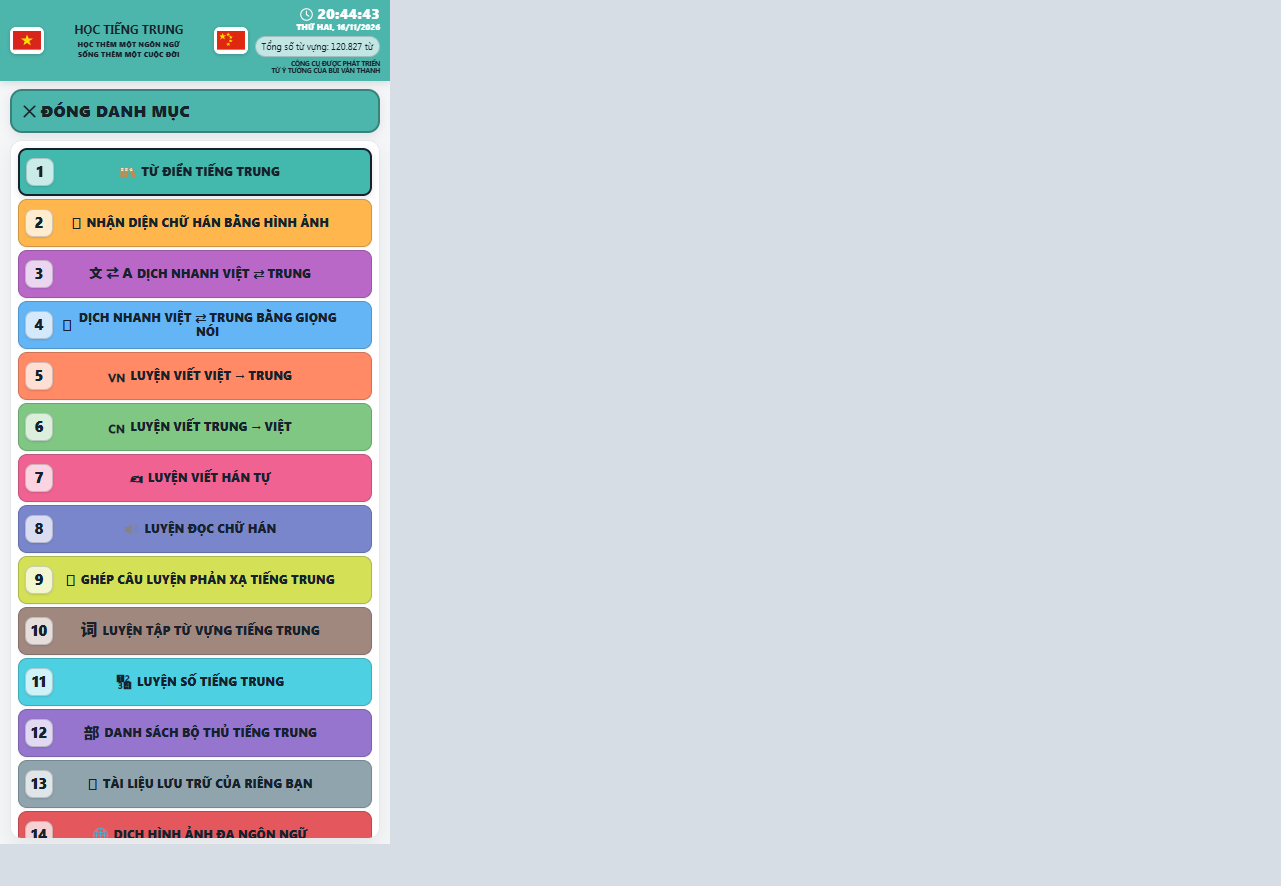 HỌC TIẾNG TRUNG
HỌC THÊM MỘT NGÔN NGỮ
SỐNG THÊM MỘT CUỘC ĐỜI
20:44:43
THỨ HAI, 16/11/2026
Tổng số từ vựng: 120.827 từ
CÔNG CỤ ĐƯỢC PHÁT TRIỂN
TỪ Ý TƯỞNG CỦA BÙI VĂN THANH
ĐÓNG DANH MỤC
1 TỪ ĐIỂN TIẾNG TRUNG
2 NHẬN DIỆN CHỮ HÁN BẰNG HÌNH ẢNH
3 文 ⇄ A DỊCH NHANH VIỆT ⇄ TRUNG
4 DỊCH NHANH VIỆT ⇄ TRUNG BẰNG GIỌNG
NÓI
5 VN LUYỆN VIẾT VIỆT → TRUNG
6 CN LUYỆN VIẾT TRUNG → VIỆT
7 LUYỆN VIẾT HÁN TỰ
8 LUYỆN ĐỌC CHỮ HÁN
9 GHÉP CÂU LUYỆN PHẢN XẠ TIẾNG TRUNG
10 词 LUYỆN TẬP TỪ VỰNG TIẾNG TRUNG
11 🔢 LUYỆN SỐ TIẾNG TRUNG
12 部 DANH SÁCH BỘ THỦ TIẾNG TRUNG
13 TÀI LIỆU LƯU TRỮ CỦA RIÊNG BẠN
14 DỊCH HÌNH ẢNH ĐA NGÔN NGỮ